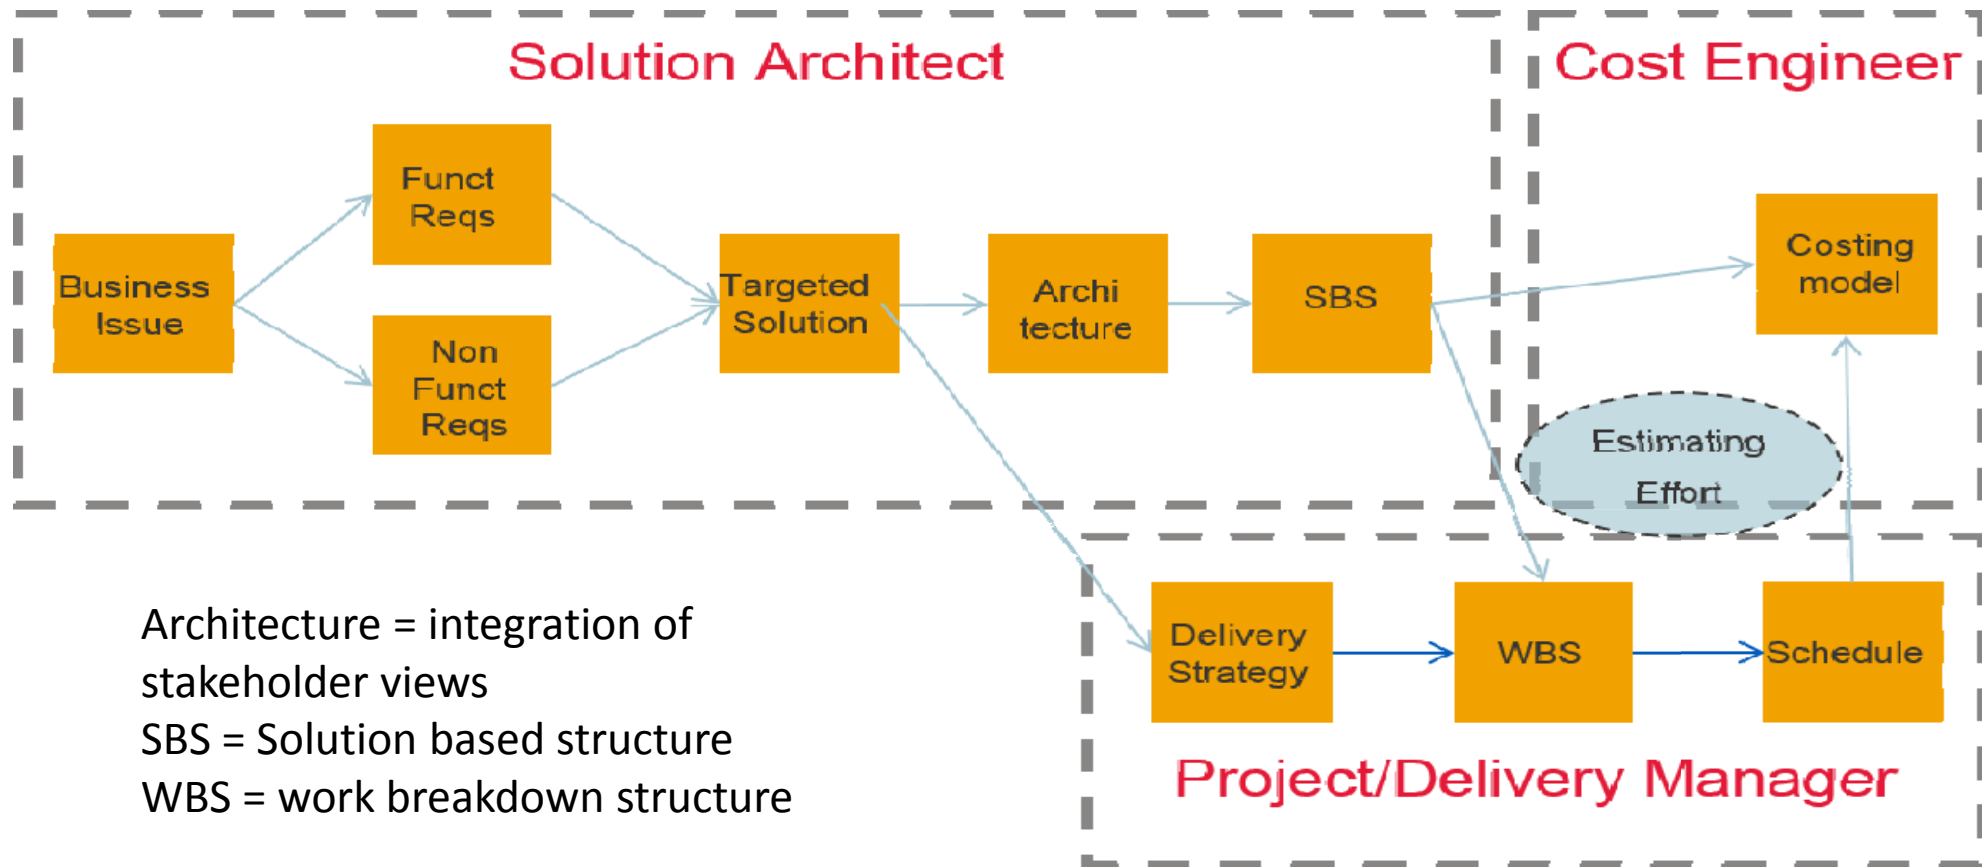 Solution Architect
Cost Engineer
Funct
Reqs
Business
Issue
Non
Funct
Reqs
Targeted
Solution
Archi
tecture
SBS
Costing
model
Estimating
Effort
Delivery
Strategy
WBS
Schedule
Project/Delivery Manager
Architecture = integration of
stakeholder views
SBS = Solution based structure
WBS = work breakdown structure